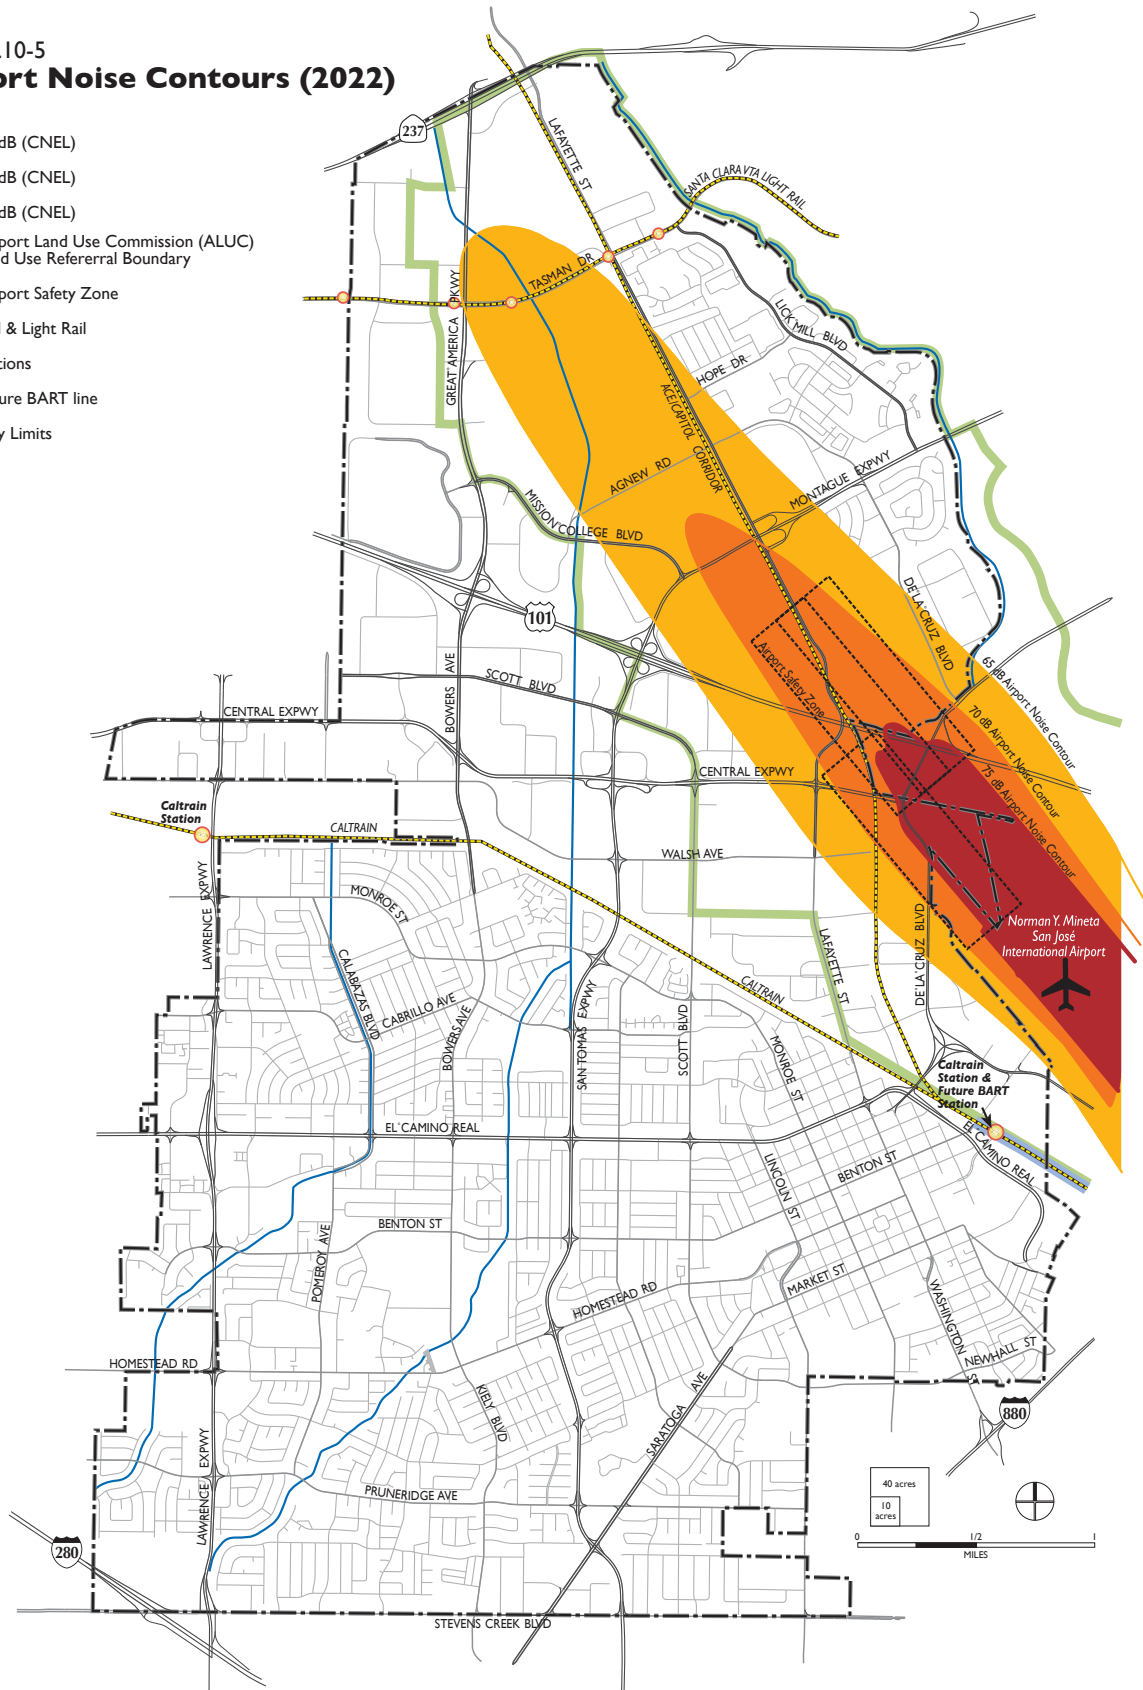 .10-5
ort Noise Contours (2022)
dB (CNEL)
dB (CNEL)
dB (CNEL)
port Land Use Commission (ALUC)
d Use Refererral Boundary
port Safety Zone
l & Light Rail
tions
ure BART line
y Limits
237
LAFAYETTE ST
SANTA CLARA VTA LIGHT RAIL
TASMAN DR
GREAT AMERICA PKWY
LICK MILL BLVD
HOPE DR
ACE/CAPITOL CORRIDOR
AGNEW RD
MONTAGUE EXPWY
MISSION COLLEGE BLVD
101
DE LA CRUZ BLVD
Airport Safety Zone
65 dB Airport Noise Contour
70 dB Airport Noise Contour
75 dB Airport Noise Contour
BOWERS AVE
SCOTT BLVD
CENTRAL EXPWY
CENTRAL EXPWY
Caltrain
Station
CALTRAIN
WALSH AVE
LAWRENCE EXPWY
MONROE ST
CALABAZAS BLVD
CABRILLO AVE
BOWERS AVE
SAN TOMAS EXPWY
SCOTT BLVD
CALTRAIN
LAFAYETTE ST
DE LA CRUZ BLVD
Norman Y. Mineta
San José
International Airport
MONROE ST
Caltrain
Station &
Future BART
Station
EL CAMINO REAL
EL CAMINO REAL
LINCOLN ST
BENTON ST
BENTON ST
POMEROY AVE
HOMESTEAD RD
MARKET ST
WASHINGTON ST
NEWHALL ST
HOMESTEAD RD
KIELY BLVD
SARATOGA AVE
880
LAWRENCE EXPWY
PRUNERIDGE AVE
40 acres
10
acres
0 1/2 1
MILES
280
STEVENS CREEK BLVD